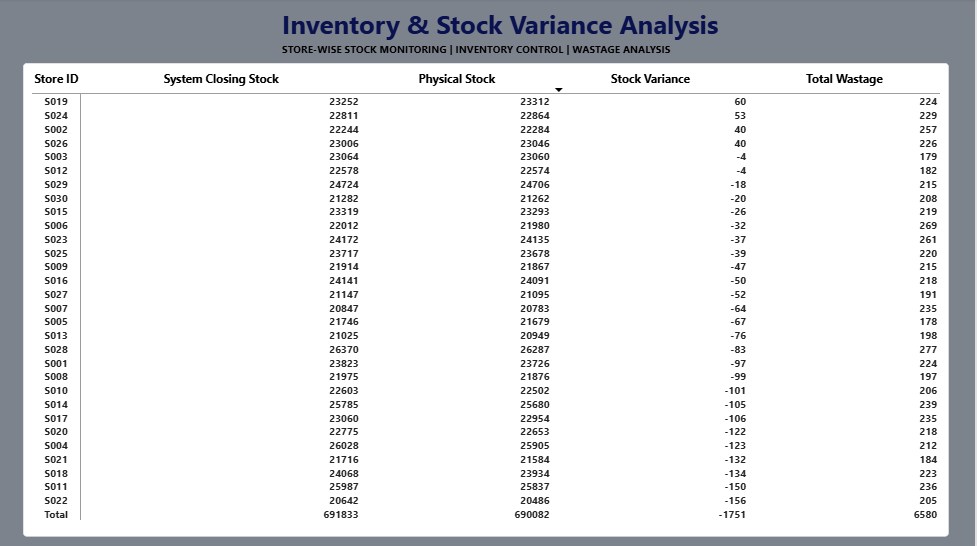 Inventory & Stock Variance Analysis
STORE-WISE STOCK MONITORING | INVENTORY CONTROL | WASTAGE ANALYSIS
Store ID System Closing Stock Physical Stock Stock Variance Total Wastage
S019 23252 23312 60 224
S024 22811 22864 53 229
S002 22244 22284 40 257
S026 23006 23046 40 226
S003 23064 23060 -4 179
S012 22578 22574 -4 182
S029 24724 24706 -18 215
S030 21282 21262 -20 208
S015 23319 23293 -26 219
S006 22012 21980 -32 269
S023 24172 24135 -37 261
S025 23717 23678 -39 220
S009 21914 21867 -47 215
S016 24141 24091 -50 218
S027 21147 21095 -52 191
S007 20847 20783 -64 235
S005 21746 21679 -67 178
S013 21025 20949 -76 198
S028 26370 26287 -83 277
S001 23823 23726 -97 224
S008 21975 21876 -99 197
S010 22603 22502 -101 206
S014 25785 25680 -105 239
S017 23060 22954 -106 235
S020 22775 22653 -122 218
S004 26028 25905 -123 212
S021 21716 21584 -132 184
S018 24068 23934 -134 223
S011 25987 25837 -150 236
S022 20642 20486 -156 205
Total 691833 690082 -1751 6580